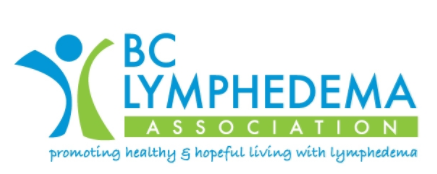 BC
LYMPHEDEMA
ASSOCIATION
promoting healthy & hopeful living with lymphedema